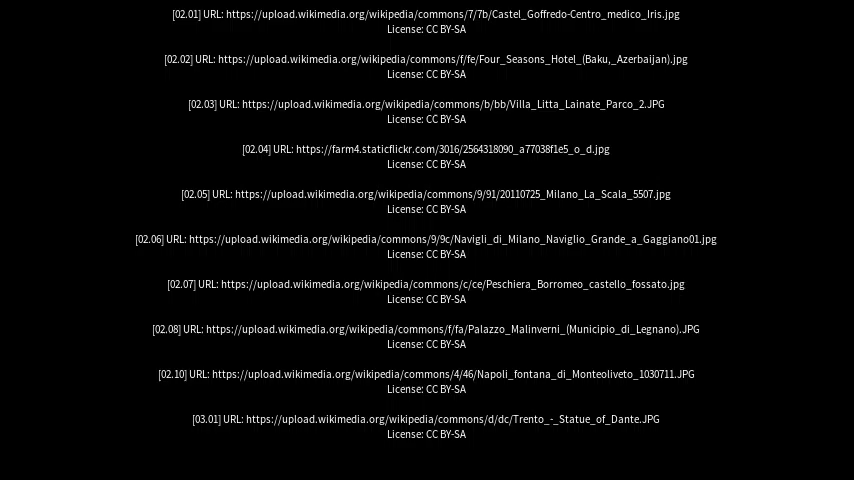 [02.01] URL: https://upload.wikimedia.org/wikipedia/commons/7/7b/Castel_Goffredo-Centro_medico_Iris.jpg
License: CC BY-SA
[02.02] URL: https://upload.wikimedia.org/wikipedia/commons/f/fe/Four_Seasons_Hotel_(Baku,_Azerbaijan).jpg
License: CC BY-SA
[02.03] URL: https://upload.wikimedia.org/wikipedia/commons/b/bb/Villa_Litta_Lainate_Parco_2.JPG
License: CC BY-SA
[02.04] URL: https://farm4.staticflickr.com/3016/2564318090_a77038f1e5_o_d.jpg
License: CC BY-SA
[02.05] URL: https://upload.wikimedia.org/wikipedia/commons/9/91/20110725_Milano_La_Scala_5507.jpg
License: CC BY-SA
[02.06] URL: https://upload.wikimedia.org/wikipedia/commons/9/9c/Navigli_di_Milano_Naviglio_Grande_a_Gaggiano01.jpg
License: CC BY-SA
[02.07] URL: https://upload.wikimedia.org/wikipedia/commons/c/ce/Peschiera_Borromeo_castello_fossato.jpg
License: CC BY-SA
[02.08] URL: https://upload.wikimedia.org/wikipedia/commons/f/fa/Palazzo_Malinverni_(Municipio_di_Legnano).JPG
License: CC BY-SA
[02.10] URL: https://upload.wikimedia.org/wikipedia/commons/4/46/Napoli_fontana_di_Monteoliveto_1030711.JPG
License: CC BY-SA
[03.01] URL: https://upload.wikimedia.org/wikipedia/commons/d/dc/Trento_-_Statue_of_Dante.JPG
License: CC BY-SA